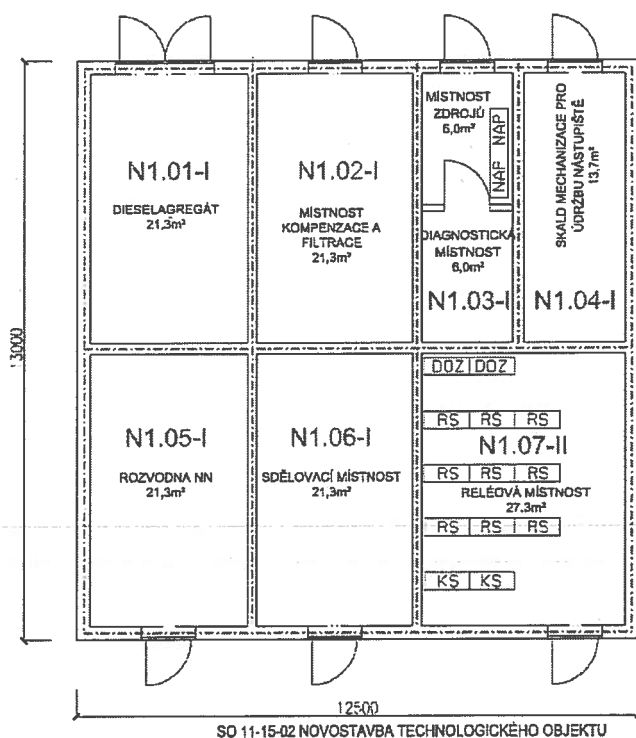 N1.01-I
DIESELAGREGÁT
21,3m²
N1.02-I
MÍSTNOST
KOMPENZACE A
FILTRACE
21,3m²
MÍSTNOST
ZDROJŮ
6,0m²
NAP NAP
DIAGNOSTICKÁ
MÍSTNOST
6,0m²
N1.03-I
SKALD MECHANIZACE PRO
ÚDRŽBU NÁSTUPIŠTĚ
13,7m²
N1.04-I
13000
N1.05-I
ROZVODNA NN
21,3m²
N1.06-I
SDĚLOVACÍ MÍSTNOST
21,3m²
DOZ DOZ
RS RS RS
N1.07-II
RS RS RS
RELÉOVÁ MÍSTNOST
27.3m²
RS RS RS
KS KS
12500
SO 11-15-02 NOVOSTAVBA TECHNOLOGICKÉHO OBJEKTU